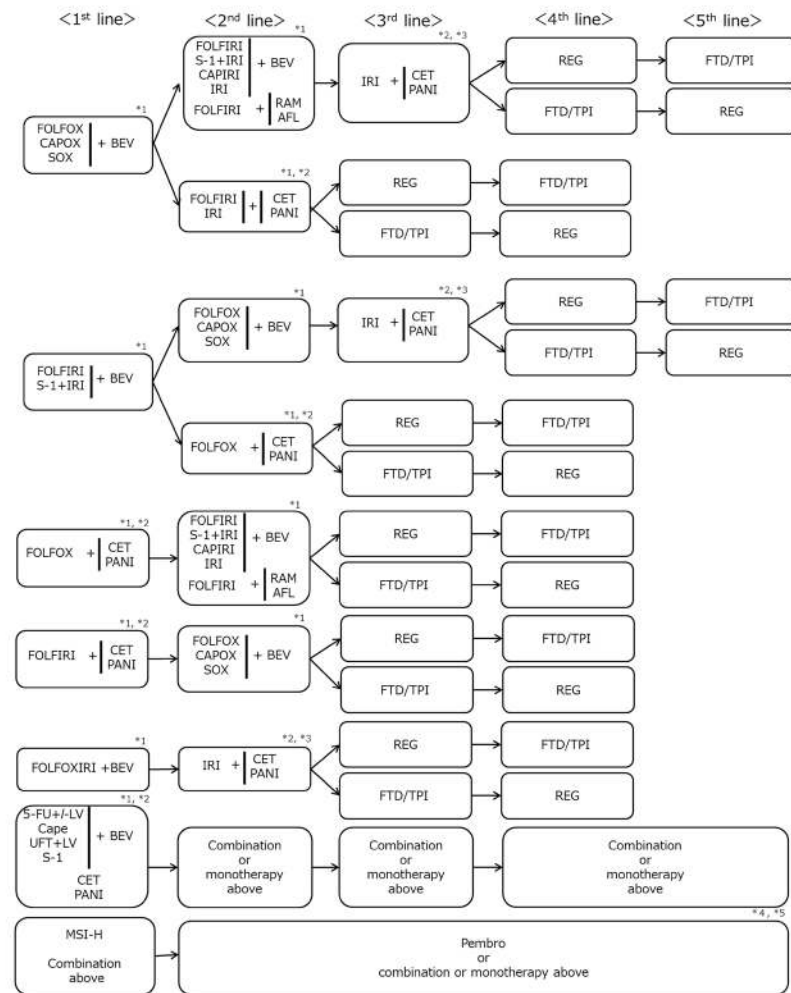 <1st line> <2nd line> <3rd line> <4th line> <5th line>
*1
FOLFOX
CAPOX
SOX
+ BEV
*1
FOLFIRI
S-1+IRI
CAPIRI
IRI
+ BEV
FOLFIRI + RAM
AFL
*2, *3
IRI + CET
PANI
REG
FTD/TPI
FTD/TPI
REG
*1, *2
FOLFIRI
IRI
+ CET
PANI
REG
FTD/TPI
FTD/TPI
REG
*1
FOLFIRI
S-1+IRI
+ BEV
*1
FOLFOX
CAPOX
SOX
+ BEV
*2, *3
IRI + CET
PANI
REG
FTD/TPI
FTD/TPI
REG
*1, *2
FOLFOX + CET
PANI
REG
FTD/TPI
FTD/TPI
REG
*1, *2
FOLFOX + CET
PANI
*1
FOLFIRI
S-1+IRI
CAPIRI
IRI
+ BEV
FOLFIRI + RAM
AFL
REG
FTD/TPI
FTD/TPI
REG
*1, *2
FOLFIRI + CET
PANI
*1
FOLFOX
CAPOX
SOX
+ BEV
REG
FTD/TPI
FTD/TPI
REG
*1
FOLFOXIRI +BEV
*2, *3
IRI + CET
PANI
REG
FTD/TPI
FTD/TPI
REG
*1, *2
5-FU+/-LV
Cape
UFT+LV
S-1
+ BEV
CET
PANI
Combination
or
monotherapy
above
Combination
or
monotherapy
above
Combination
or
monotherapy
above
MSI-H
Combination
above
*4, *5
Pembro
or
combination or monotherapy above